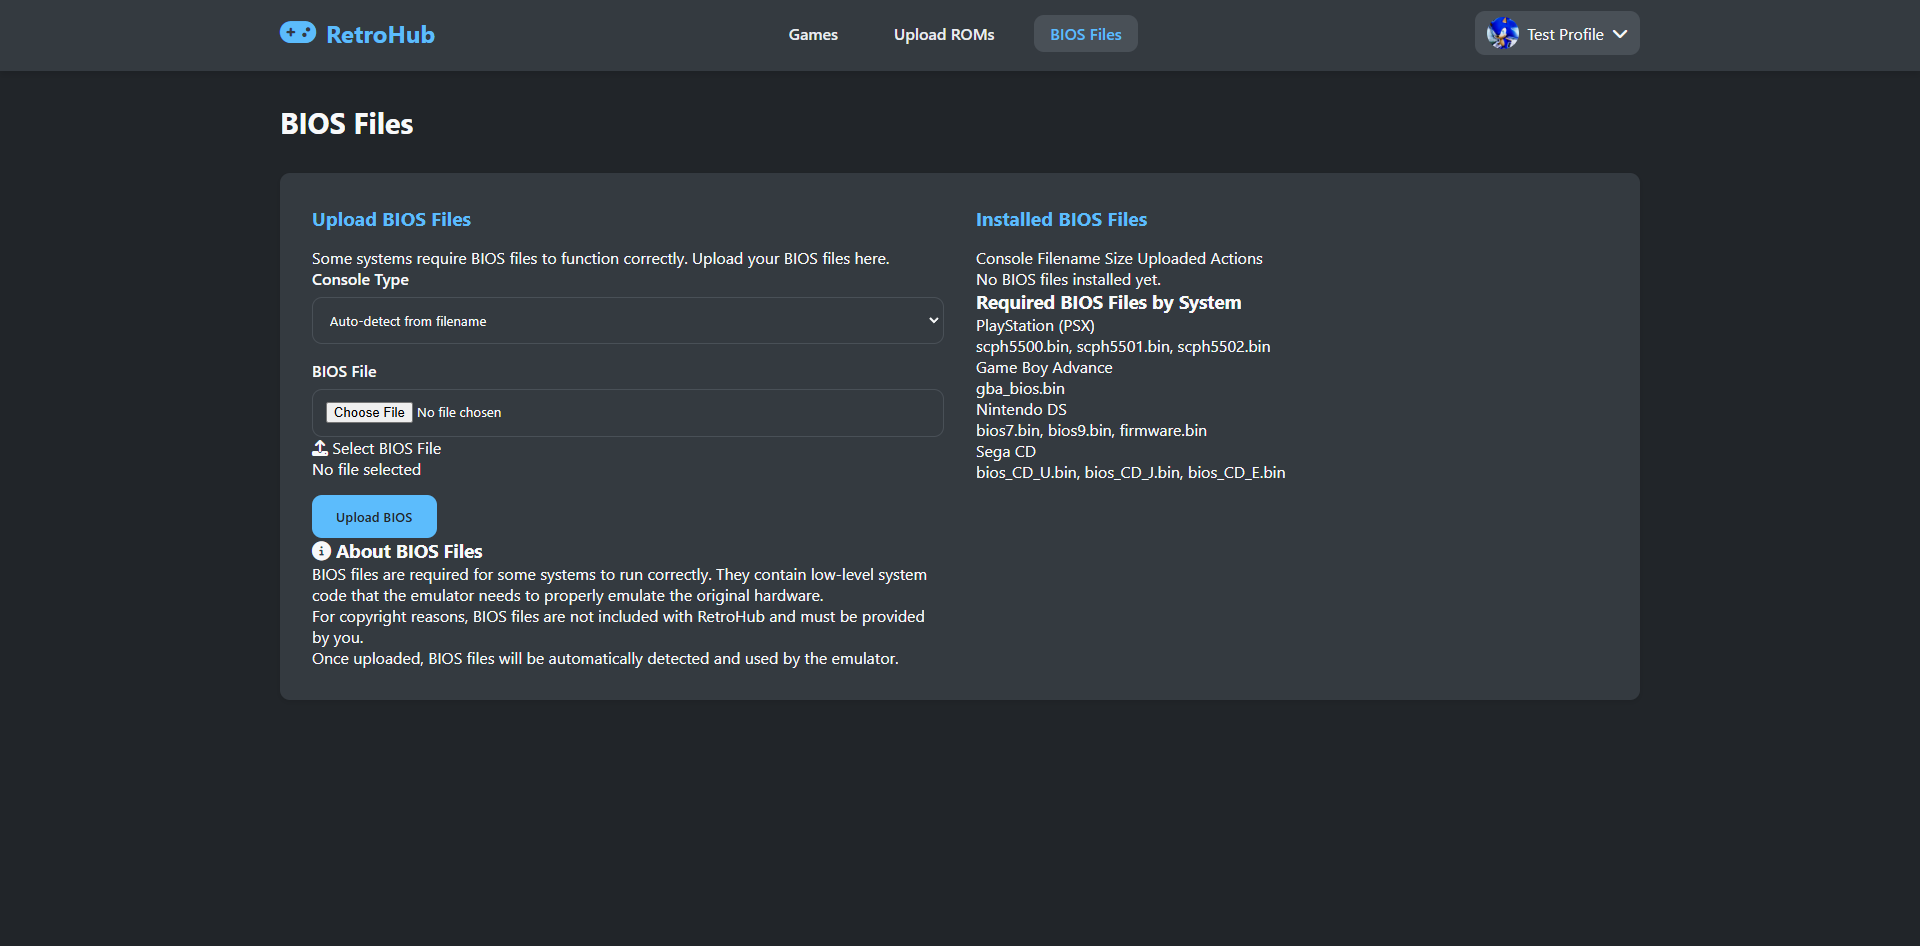 RetroHub
Games
Upload ROMs
BIOS Files
Test Profile
BIOS Files
Upload BIOS Files
Some systems require BIOS files to function correctly. Upload your BIOS files here.
Console Type
Auto-detect from filename
BIOS File
Choose File No file chosen
Select BIOS File
No file selected
Upload BIOS
About BIOS Files
BIOS files are required for some systems to run correctly. They contain low-level system
code that the emulator needs to properly emulate the original hardware.
For copyright reasons, BIOS files are not included with RetroHub and must be provided
by you.
Once uploaded, BIOS files will be automatically detected and used by the emulator.
Installed BIOS Files
Console Filename Size Uploaded Actions
No BIOS files installed yet.
Required BIOS Files by System
PlayStation (PSX)
scph5500.bin, scph5501.bin, scph5502.bin
Game Boy Advance
gba_bios.bin
Nintendo DS
bios7.bin, bios9.bin, firmware.bin
Sega CD
bios_CD_U.bin, bios_CD_J.bin, bios_CD_E.bin